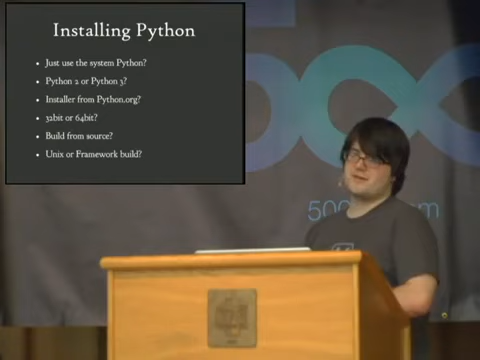 Installing Python
• Just use the system Python?
• Python 2 or Python 3?
• Installer from Python.org?
• 32bit or 64bit?
• Build from source?
• Unix or Framework build?